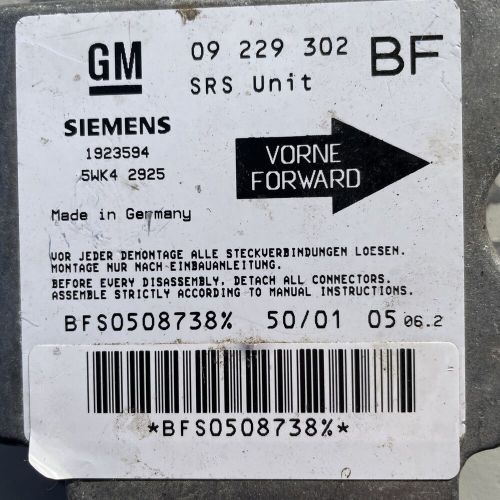 GM 09 229 302 BF
SRS Unit
SIEMENS
1923594
5WK4 2925
VORNE
FORWARD
Made in Germany
VOR JEDER DEMONTAGE ALLE STECKVERBINDUNGEN LOESEN.
MONTAGE NUR NACH EINBAUANLEITUNG.
BEFORE EVERY DISASSEMBLY, DETACH ALL CONNECTORS.
ASSEMBLE STRICTLY ACCORDING TO MANUAL INSTRUCTIONS.
BFS0508738% 50/01 05 06.2
*BFS0508738%*